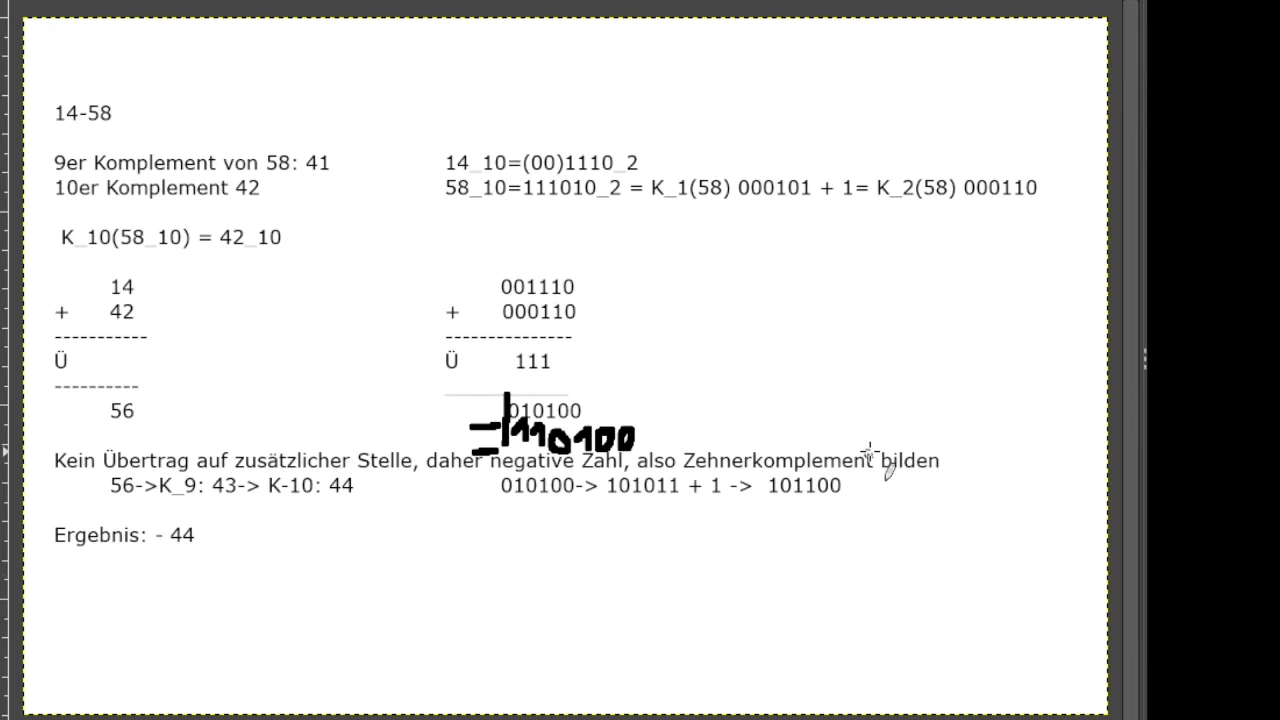 14-58
9er Komplement von 58: 41 14_10=(00)1110_2
10er Komplement 42 58_10=111010_2 = K_1(58) 000101 + 1= K_2(58) 000110
K_10(58_10) = 42_10
14 001110
+ 42 + 000110
----------- ---------------
Ü Ü 111
----------
56 010100
=110100
Kein Übertrag auf zusätzlicher Stelle, daher negative Zahl, also Zehnerkomplement bilden
56->K_9: 43-> K-10: 44 010100-> 101011 + 1 -> 101100
Ergebnis: - 44